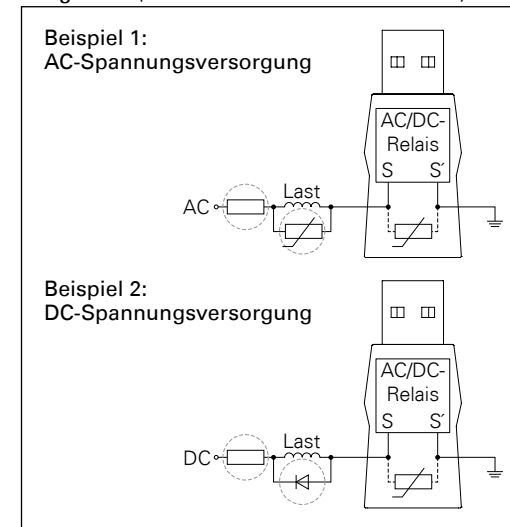 Beispiel 1:
AC-Spannungsversorgung
AC/DC-
Relais
S S´
Last
AC
Beispiel 2:
DC-Spannungsversorgung
AC/DC-
Relais
S S´
Last
DC